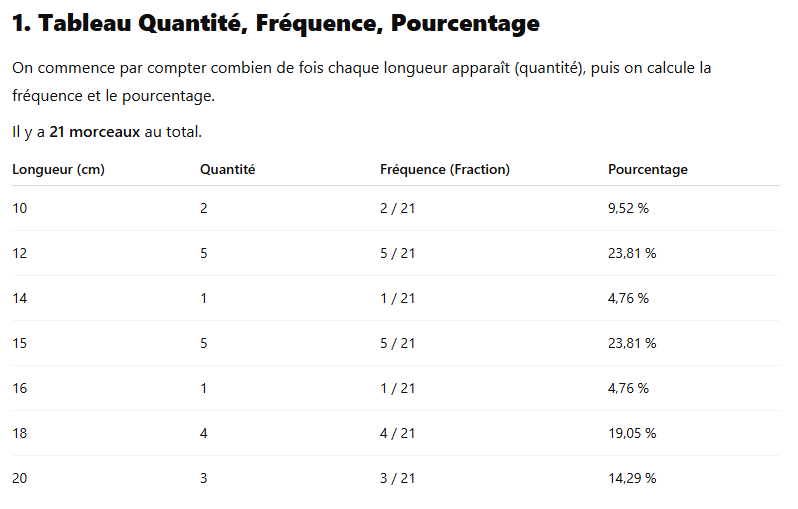 1. Tableau Quantité, Fréquence, Pourcentage
On commence par compter combien de fois chaque longueur apparaît (quantité), puis on calcule la
fréquence et le pourcentage.
Il y a 21 morceaux au total.
Longueur (cm) Quantité Fréquence (Fraction) Pourcentage
10 2 2 / 21 9,52 %
12 5 5 / 21 23,81 %
14 1 1 / 21 4,76 %
15 5 5 / 21 23,81 %
16 1 1 / 21 4,76 %
18 4 4 / 21 19,05 %
20 3 3 / 21 14,29 %